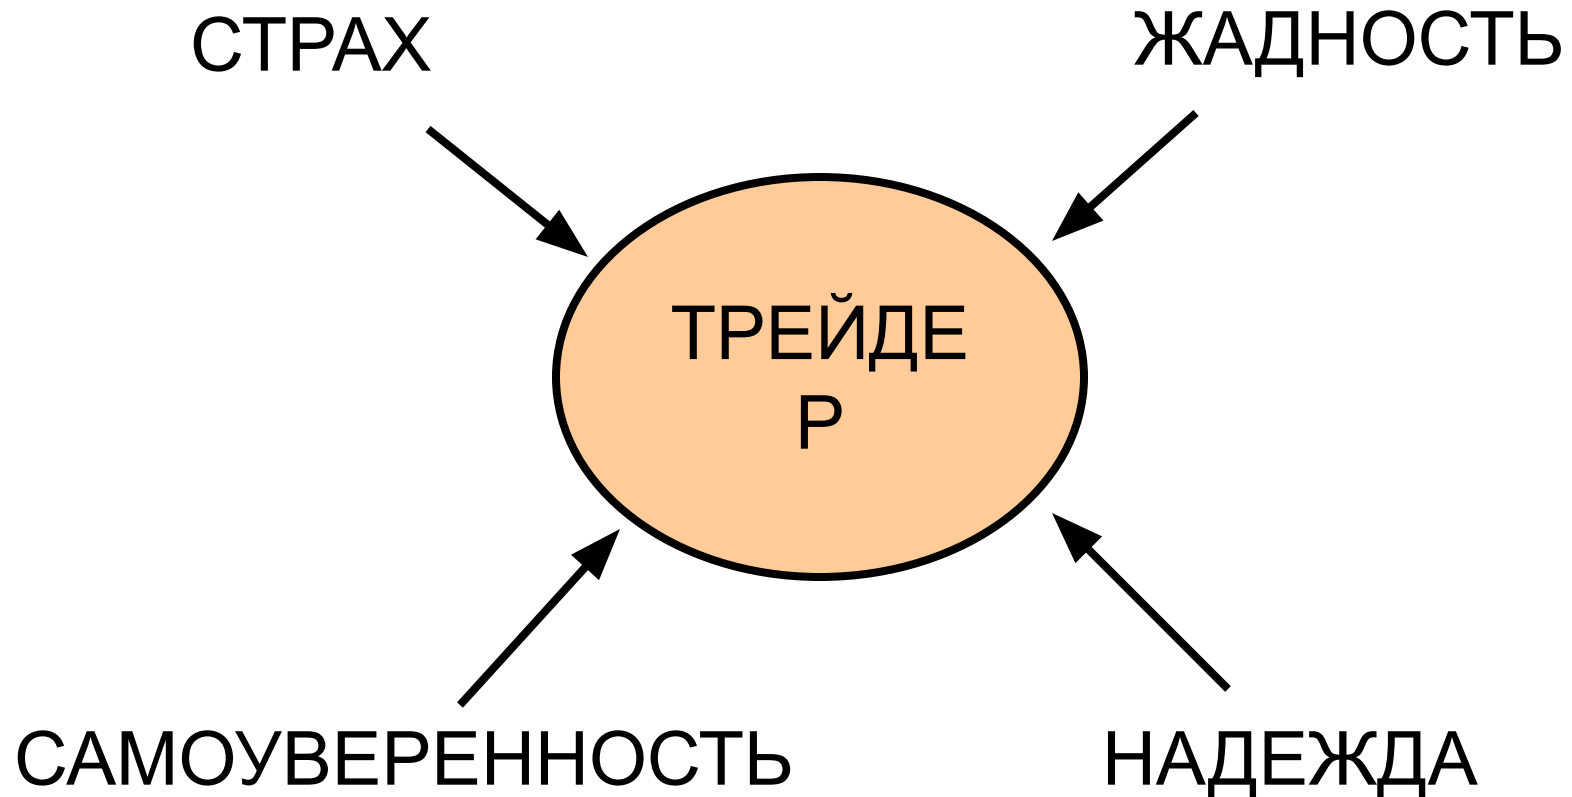 СТРАХ
ЖАДНОСТЬ
ТРЕЙДЕ
Р
САМОУВЕРЕННОСТЬ
НАДЕЖДА